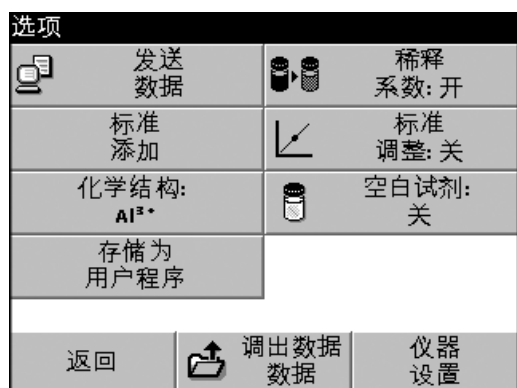 选项
发送
数据
稀释
系数: 开
标准
添加
标准
调整: 关
化学结构:
Al³⁺
空白试剂:
关
存储为
用户程序
返回
调出数据
数据
仪器
设置